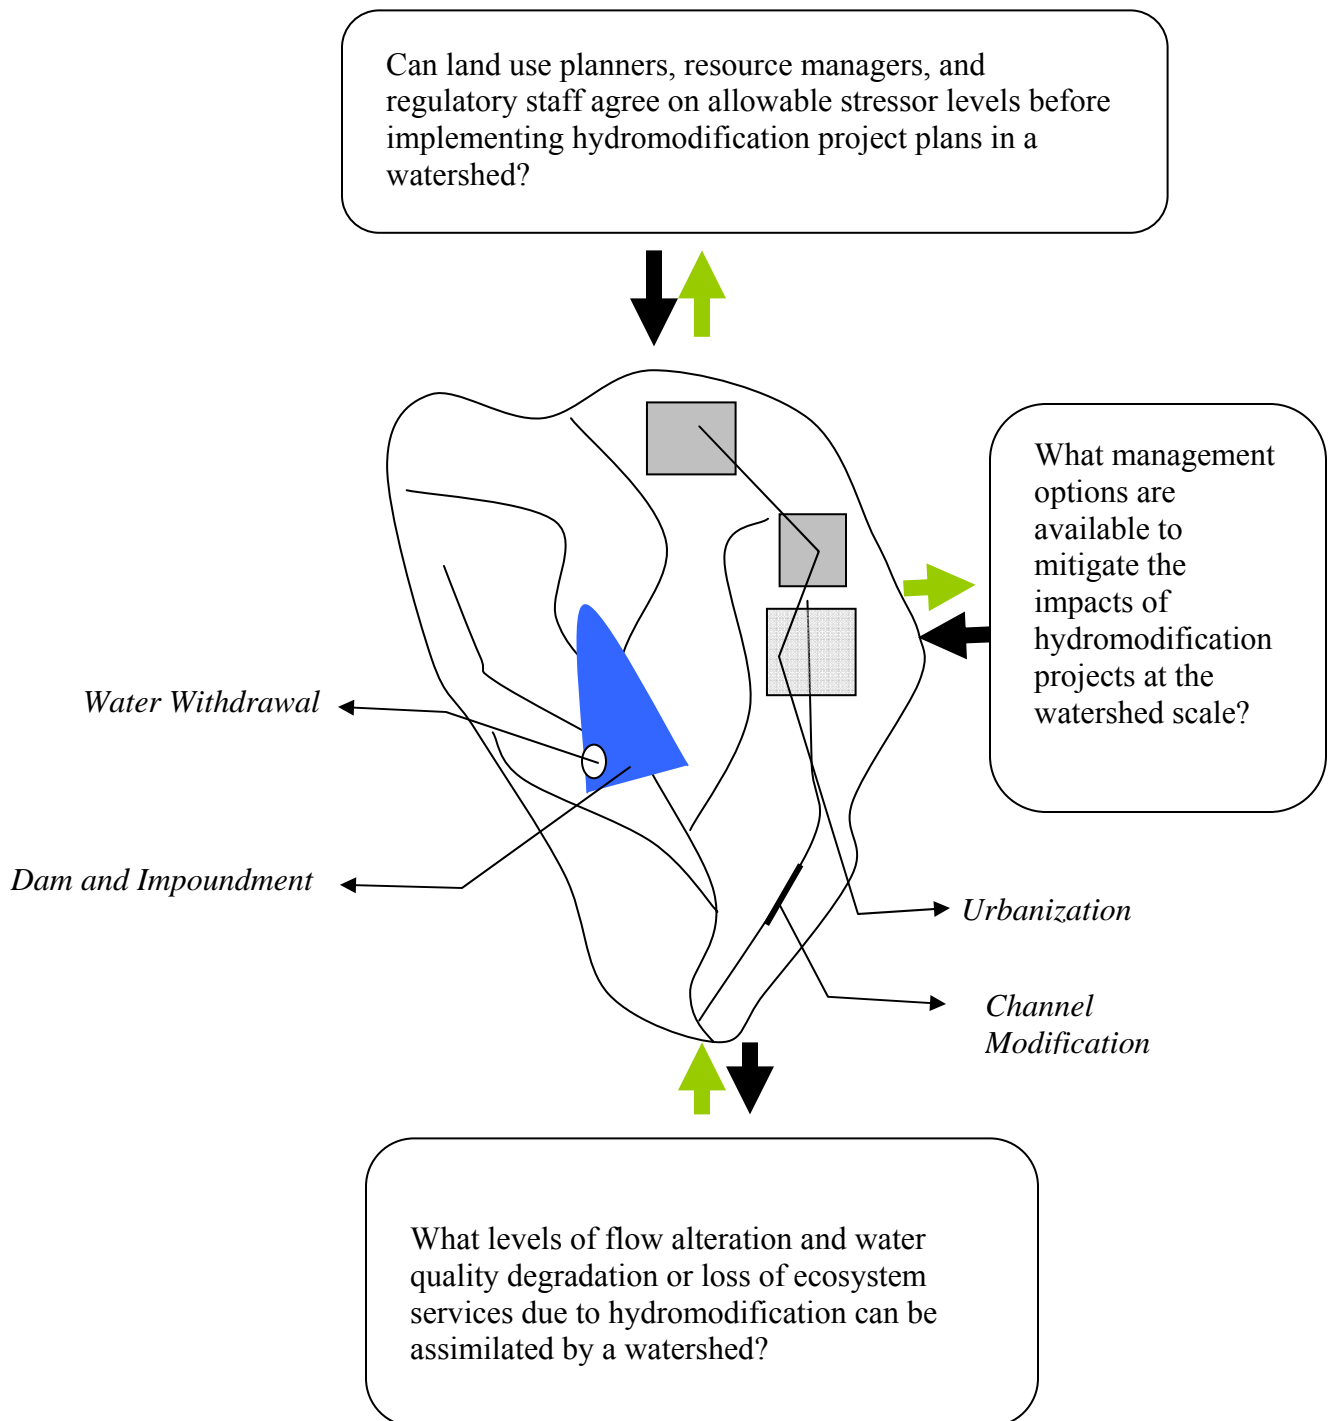 Can land use planners, resource managers, and
regulatory staff agree on allowable stressor levels before
implementing hydromodification project plans in a
watershed?
What management
options are
available to
mitigate the
impacts of
hydromodification
projects at the
watershed scale?
Water Withdrawal
Dam and Impoundment
Urbanization
Channel
Modification
What levels of flow alteration and water
quality degradation or loss of ecosystem
services due to hydromodification can be
assimilated by a watershed?